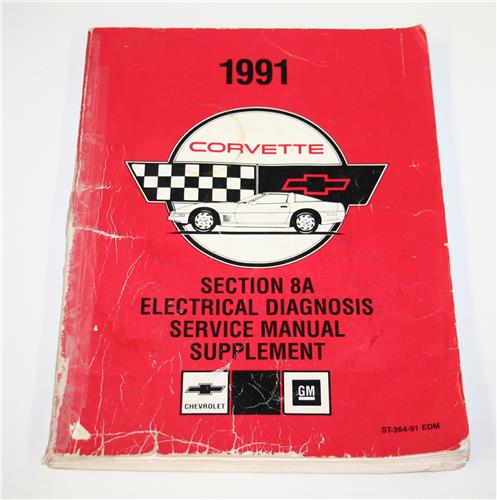 1991
CORVETTE
SECTION 8A
ELECTRICAL DIAGNOSIS
SERVICE MANUAL
SUPPLEMENT
CHEVROLET
GM
ST-364-91 EDM